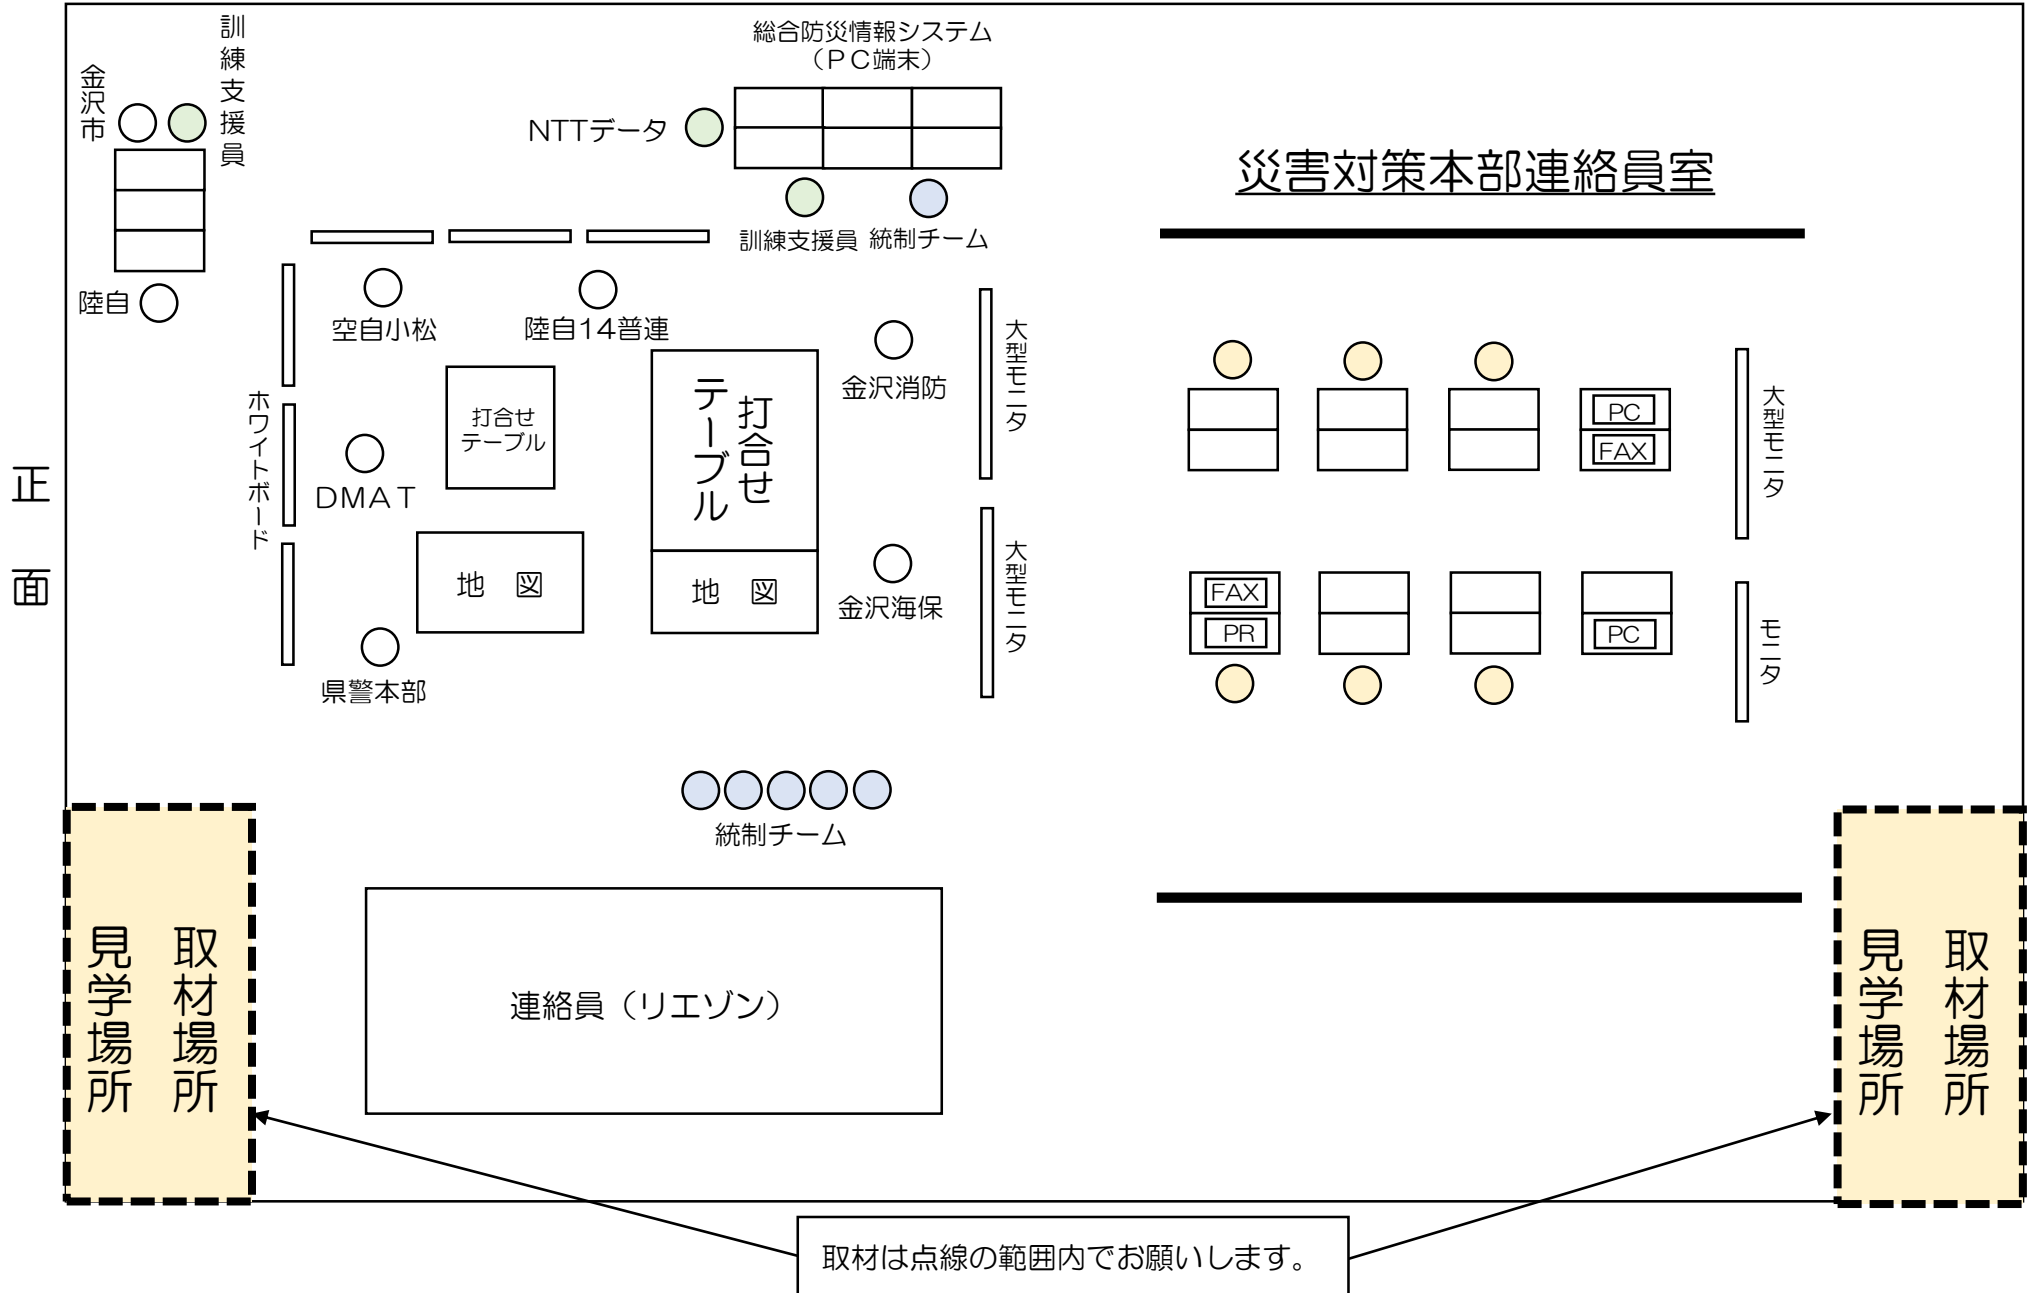 正面
金沢市
訓練支援員
陸自
総合防災情報システム
（ＰＣ端末）
NTTデータ
訓練支援員
統制チーム
災害対策本部連絡員室
空自小松
陸自14普連
金沢消防
大型モニタ
ホワイトボード
DMAT
打合せ
テーブル
打合せ
テーブル
地　図
地　図
金沢海保
大型モニタ
県警本部
統制チーム
連絡員（リエゾン）
PC
FAX
大型モニタ
FAX
PR
PC
モニタ
取材場所
見学場所
取材場所
見学場所
取材は点線の範囲内でお願いします。